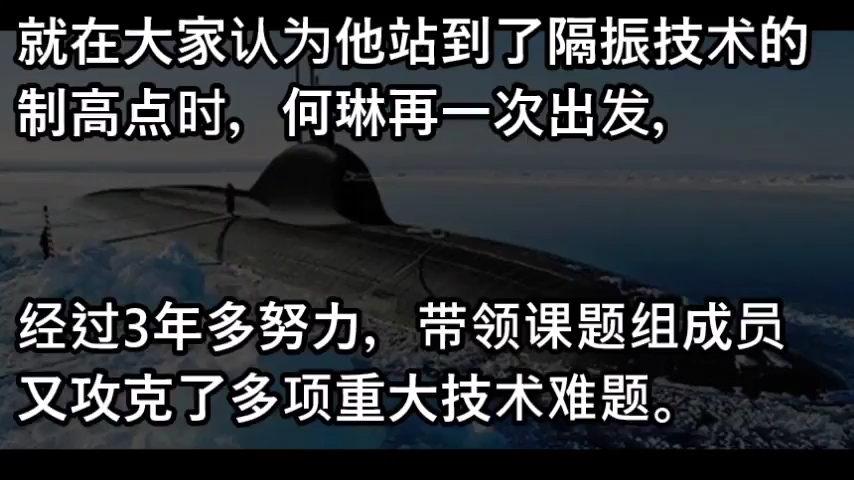 就在大家认为他站到了隔振技术的
制高点时，何琳再一次出发，
经过3年多努力，带领课题组成员
又攻克了多项重大技术难题。